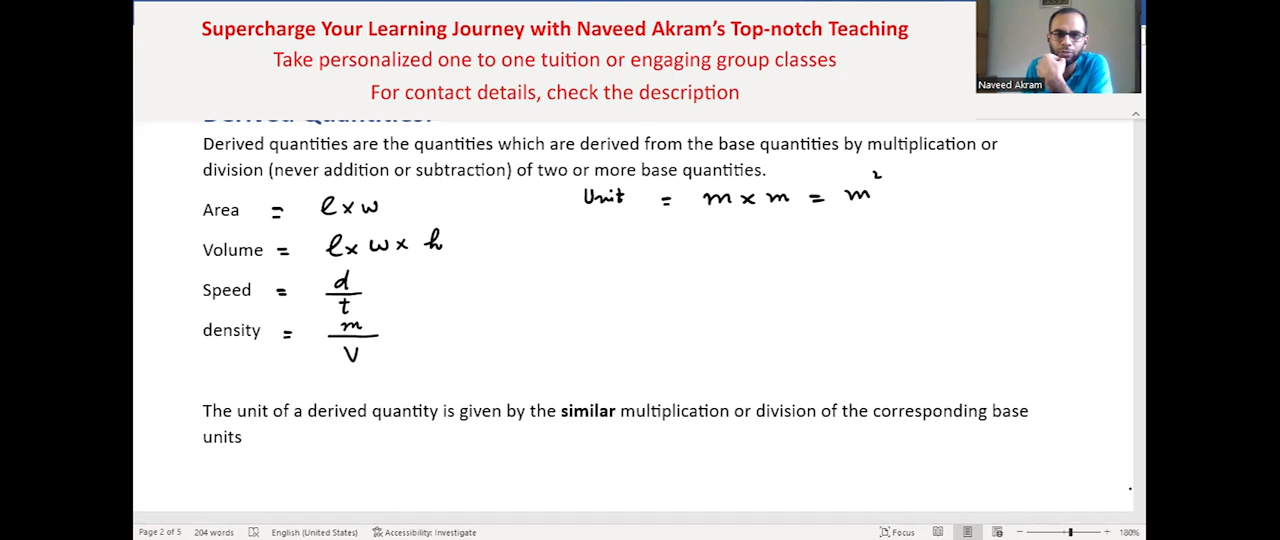 Supercharge Your Learning Journey with Naveed Akram's Top-notch Teaching
Take personalized one to one tuition or engaging group classes
For contact details, check the description
Naveed Akram
Derived Quantities:
Derived quantities are the quantities which are derived from the base quantities by multiplication or
division (never addition or subtraction) of two or more base quantities.
Area = l × w
Unit = m × m = m²
Volume = l × w × h
Speed = d/t
density = m/V
The unit of a derived quantity is given by the similar multiplication or division of the corresponding base
units
Page 2 of 5 204 words English (United States) Accessibility: Investigate Focus 180%